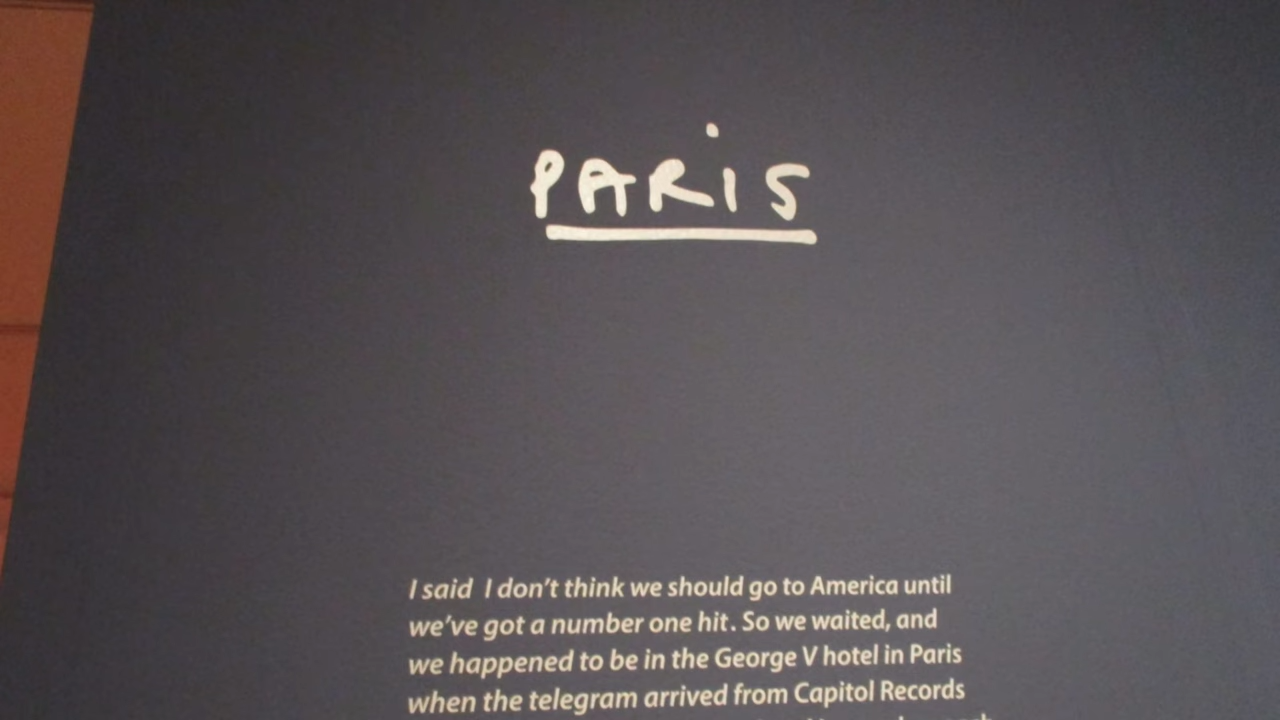 PARiS
I said I don't think we should go to America until
we've got a number one hit. So we waited, and
we happened to be in the George V hotel in Paris
when the telegram arrived from Capitol Records